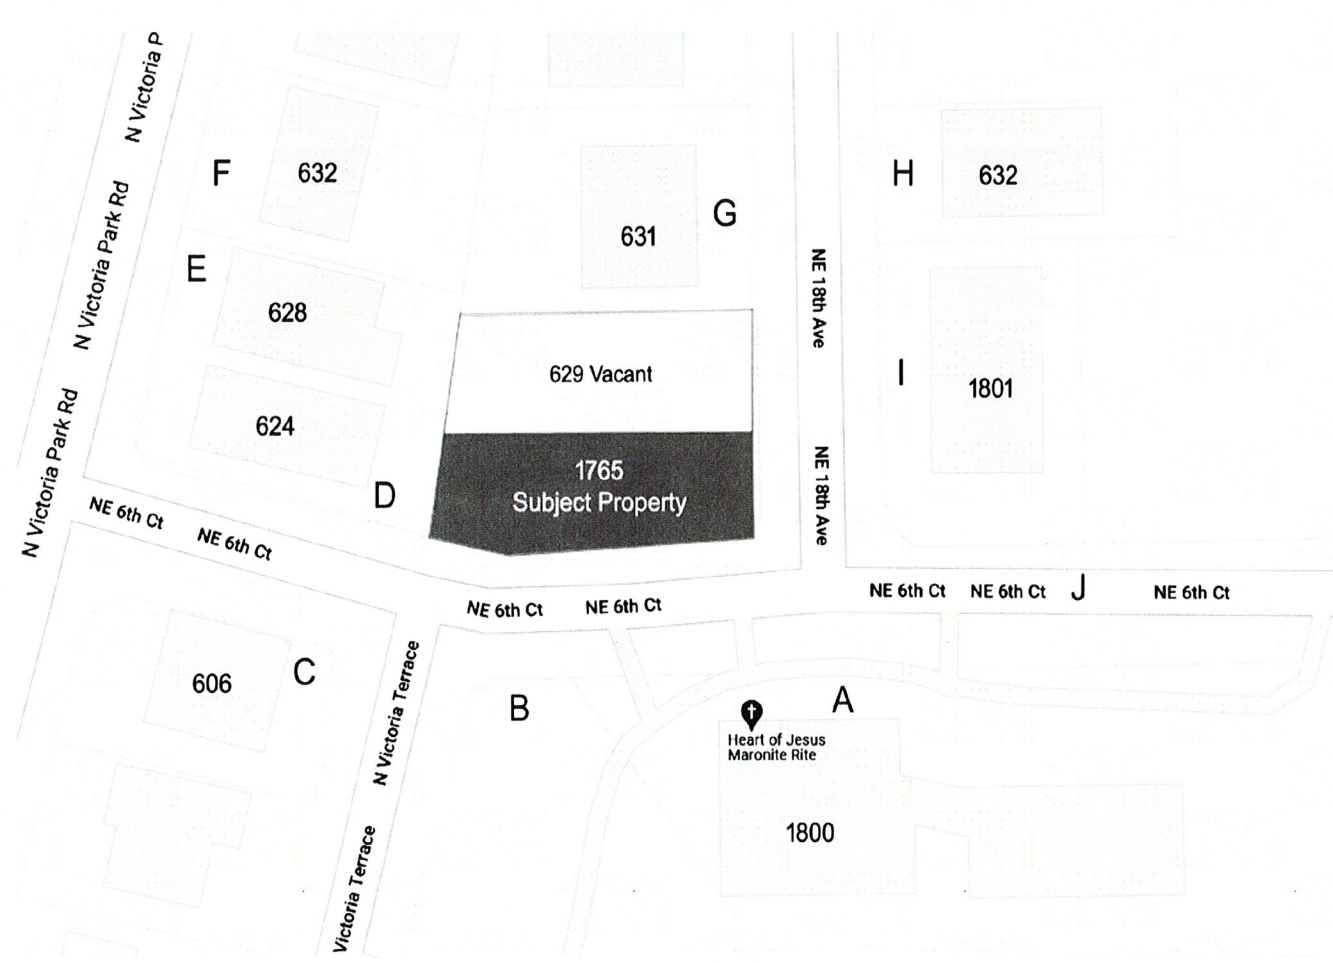 N Victoria P
N Victoria Park Rd
N Victoria Park Rd
F
632
E
628
624
D
G
631
629 Vacant
1765
Subject Property
NE 18th Ave
NE 18th Ave
H
632
I
1801
NE 6th Ct
NE 6th Ct
NE 6th Ct
NE 6th Ct
NE 6th Ct
NE 6th Ct
J
NE 6th Ct
606
C
N Victoria Terrace
Victoria Terrace
B
A
Heart of Jesus
Maronite Rite
1800